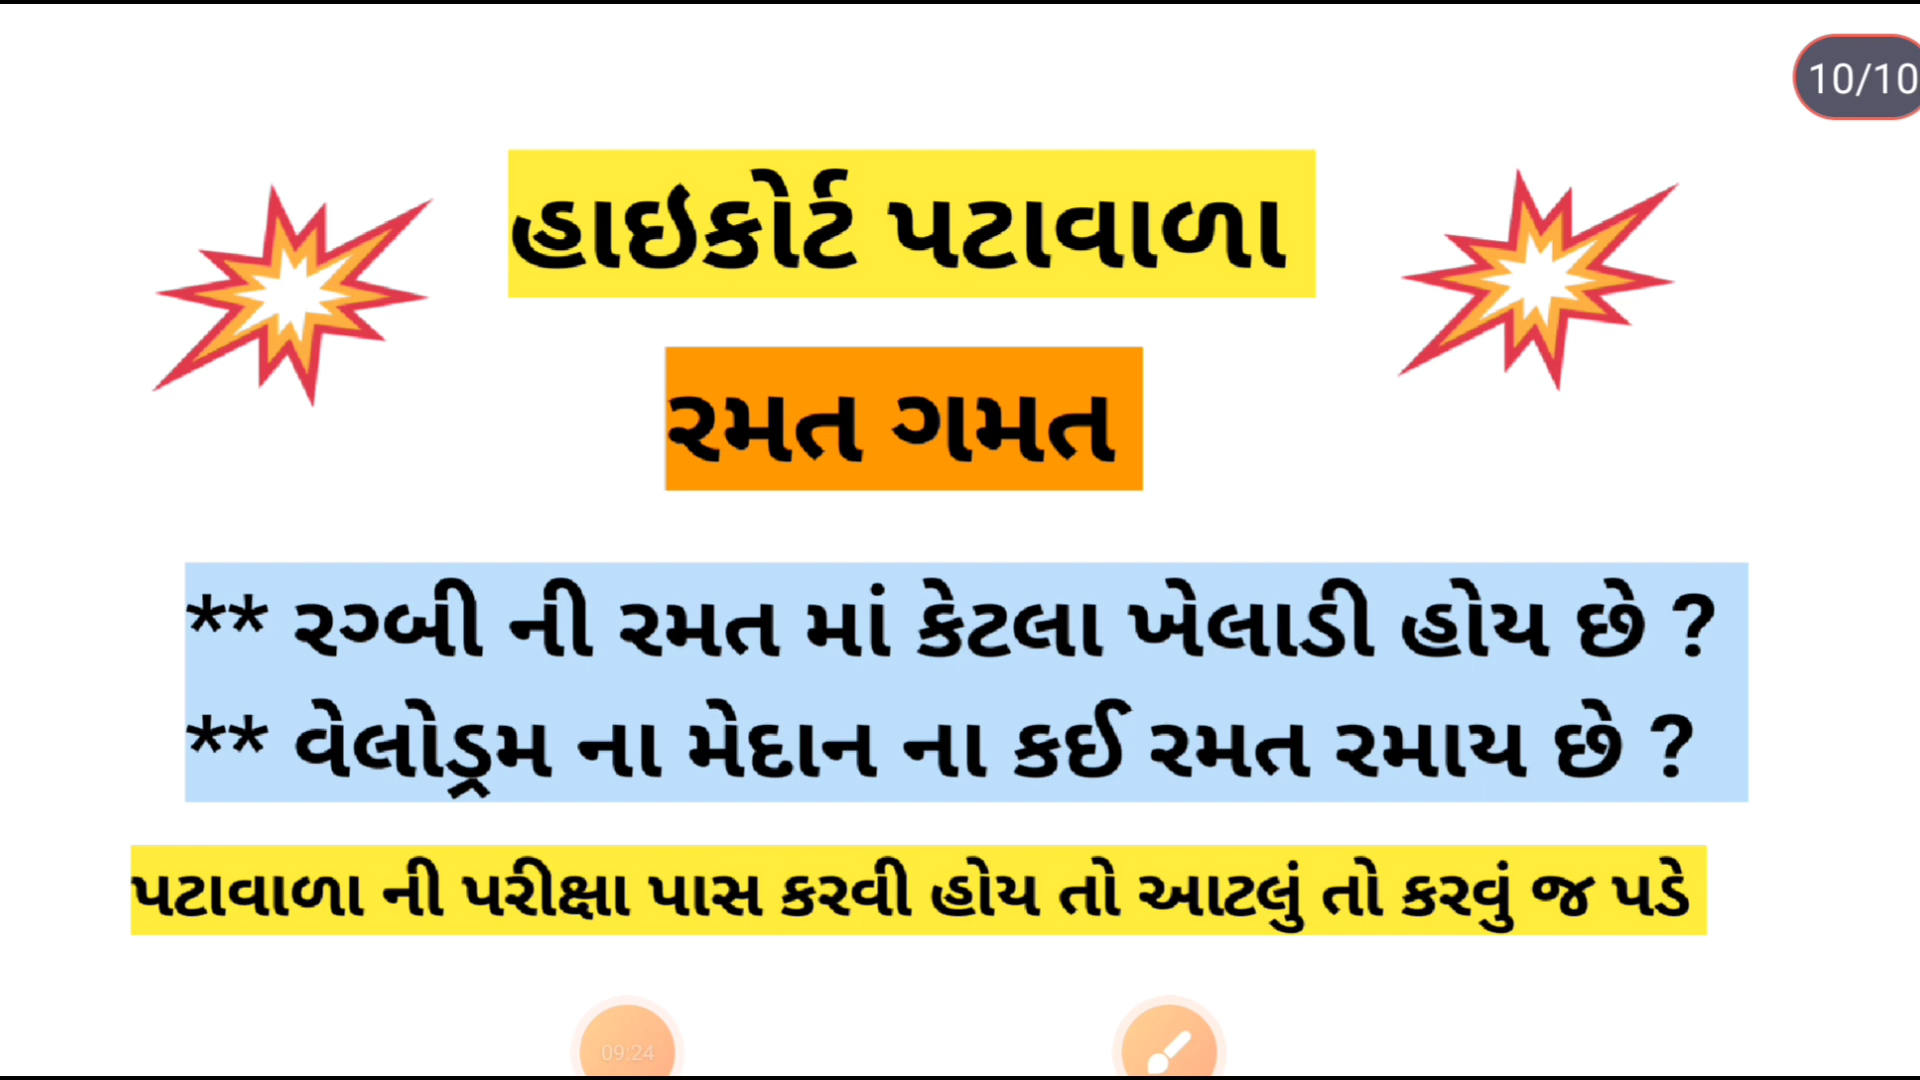 10/10
હાઇકોર્ટ પટાવાળા
રમત ગમત
** રગ્બી ની રમત માં કેટલા ખેલાડી હોય છે ?
** વેલોડ્રમ ના મેદાન ના કઈ રમત રમાય છે ?
પટાવાળા ની પરીક્ષા પાસ કરવી હોય તો આટલું તો કરવું જ પડે
09:24